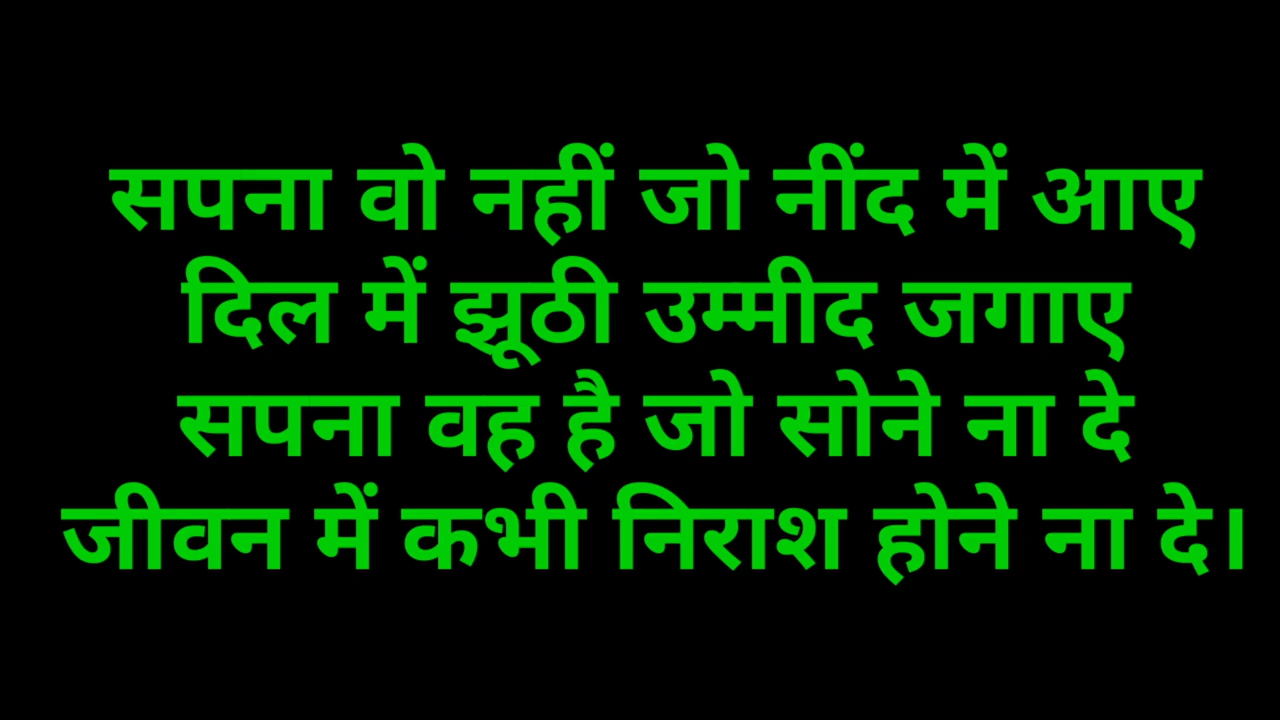 सपना वो नहीं जो नींद में आए
दिल में झूठी उम्मीद जगाए
सपना वह है जो सोने ना दे
जीवन में कभी निराश होने ना दे।